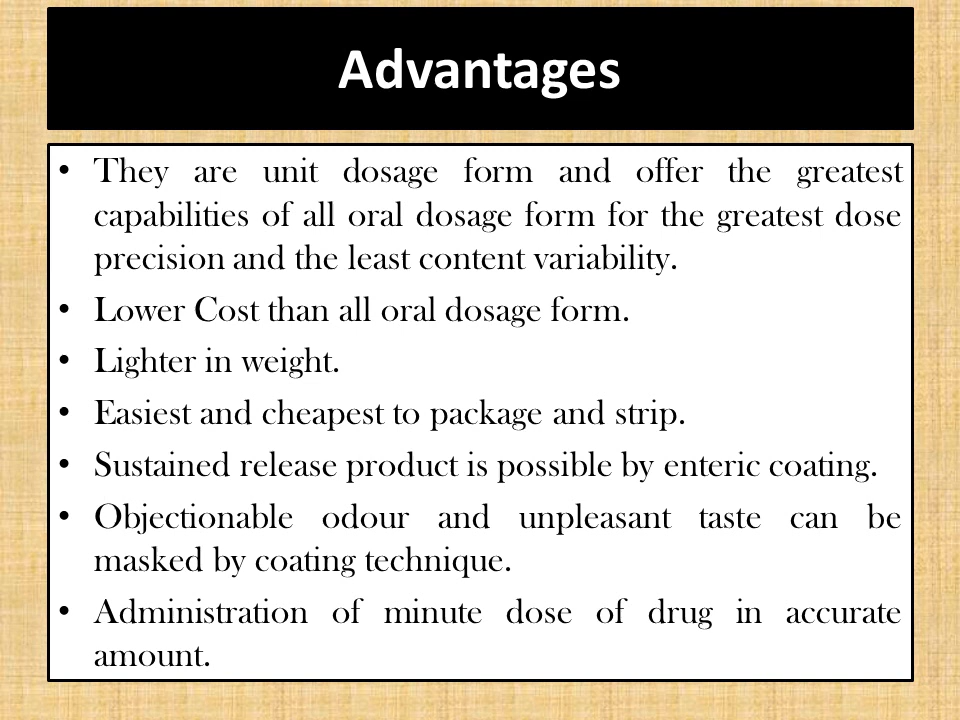 Advantages
• They are unit dosage form and offer the greatest
capabilities of all oral dosage form for the greatest dose
precision and the least content variability.
• Lower Cost than all oral dosage form.
• Lighter in weight.
• Easiest and cheapest to package and strip.
• Sustained release product is possible by enteric coating.
• Objectionable odour and unpleasant taste can be
masked by coating technique.
• Administration of minute dose of drug in accurate
amount.